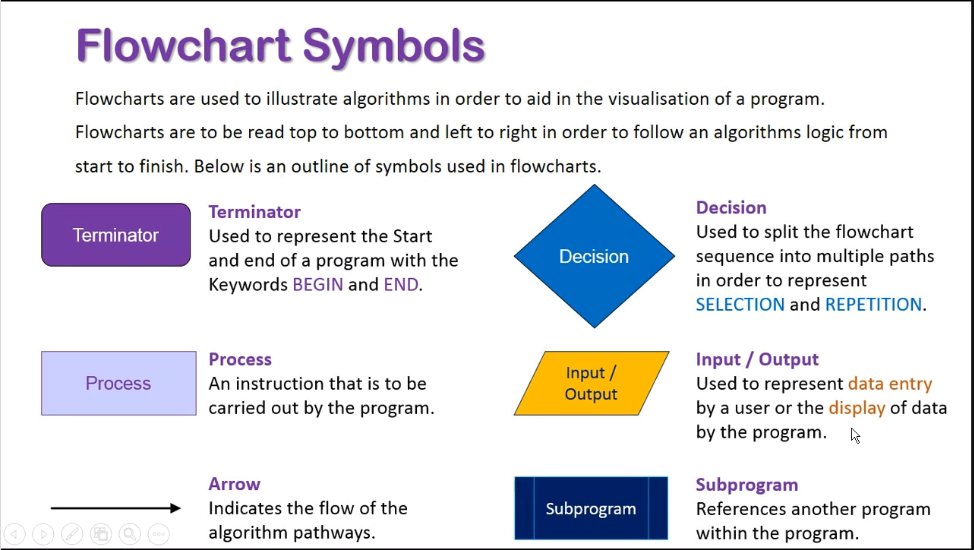 Flowchart Symbols
Flowcharts are used to illustrate algorithms in order to aid in the visualisation of a program.
Flowcharts are to be read top to bottom and left to right in order to follow an algorithms logic from
start to finish. Below is an outline of symbols used in flowcharts.
Terminator
Terminator
Used to represent the Start
and end of a program with the
Keywords BEGIN and END.
Decision
Decision
Used to split the flowchart
sequence into multiple paths
in order to represent
SELECTION and REPETITION.
Process
Process
An instruction that is to be
carried out by the program.
Input /
Output
Input / Output
Used to represent data entry
by a user or the display of data
by the program.
Arrow
Indicates the flow of the
algorithm pathways.
Subprogram
Subprogram
References another program
within the program.